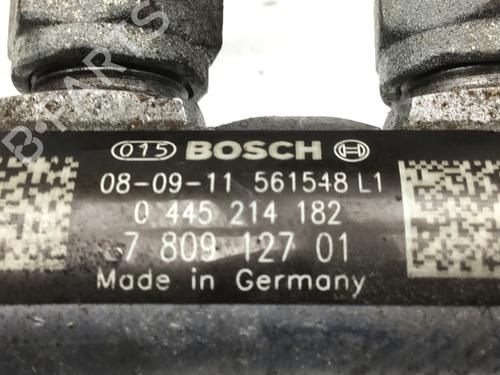 015 BOSCH
08-09-11 561548 L1
0 445 214 182
7 809 127 01
Made in Germany
B-PARTS